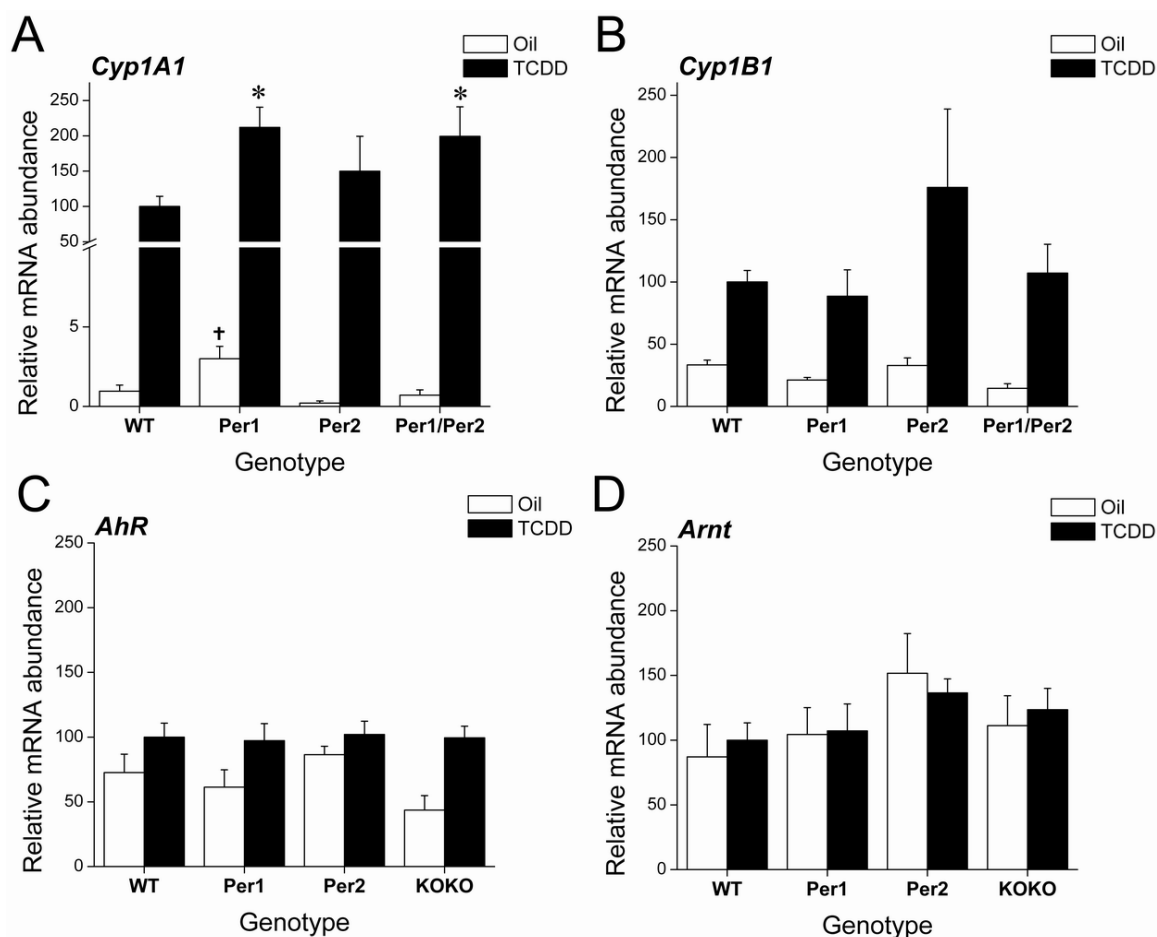 A
Cyp1A1
Oil
TCDD
Relative mRNA abundance
250
200
150
100
50
5
0
*
*
✝
WT Per1 Per2 Per1/Per2
Genotype
B
Cyp1B1
Oil
TCDD
Relative mRNA abundance
250
200
150
100
50
0
WT Per1 Per2 Per1/Per2
Genotype
C
AhR
Oil
TCDD
Relative mRNA abundance
250
200
150
100
50
0
WT Per1 Per2 KOKO
Genotype
D
Arnt
Oil
TCDD
Relative mRNA abundance
250
200
150
100
50
0
WT Per1 Per2 KOKO
Genotype